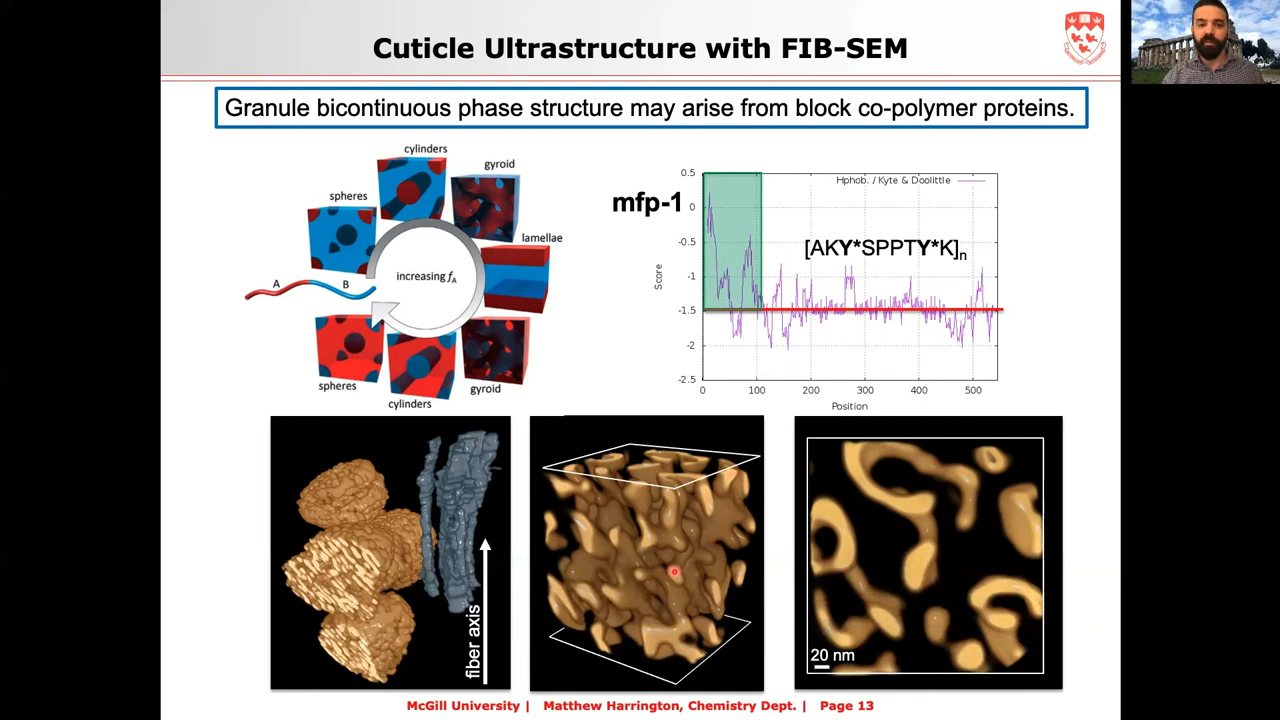 Cuticle Ultrastructure with FIB-SEM
Granule bicontinuous phase structure may arise from block co-polymer proteins.
cylinders
gyroid
spheres
lamellae
A
B
increasing fA
spheres
cylinders
gyroid
mfp-1
Hphob. / Kyte & Doolittle
[AKY*SPPTY*K]n
Score
0.5
0
-0.5
-1
-1.5
-2
-2.5
0
100
200
300
400
500
Position
fiber axis
20 nm
McGill University | Matthew Harrington, Chemistry Dept. | Page 13